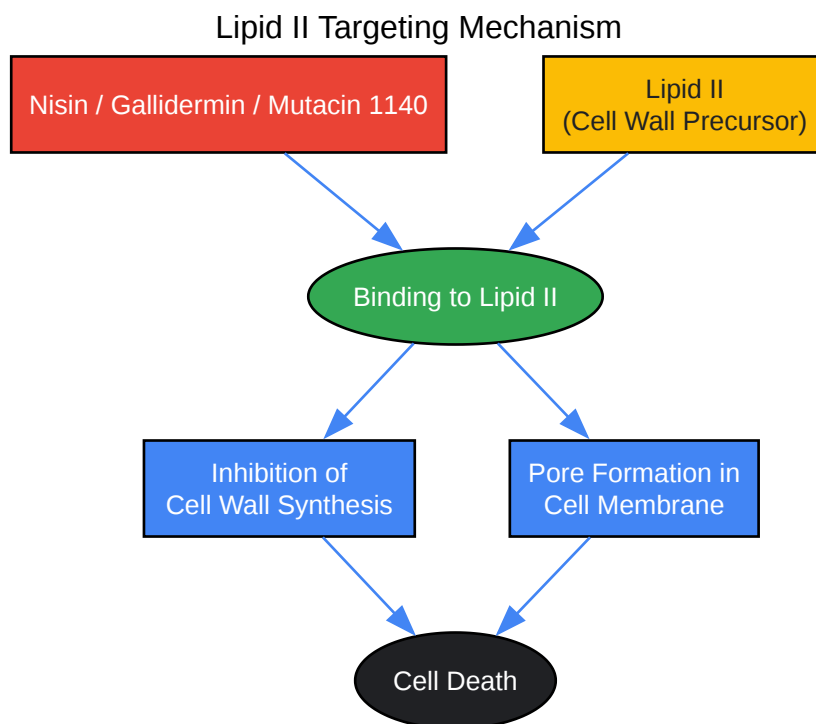 Lipid II Targeting Mechanism
Nisin / Gallidermin / Mutacin 1140
Lipid II
(Cell Wall Precursor)
Binding to Lipid II
Inhibition of
Cell Wall Synthesis
Pore Formation in
Cell Membrane
Cell Death